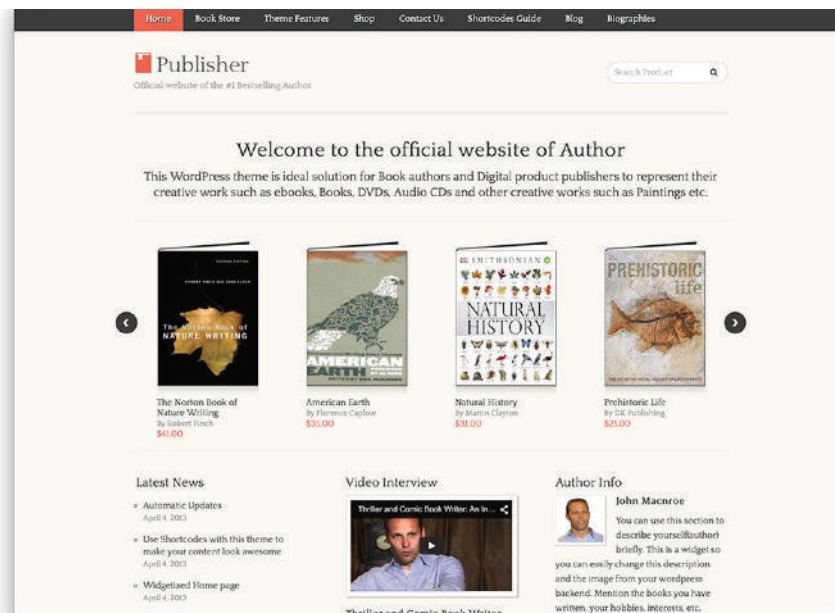 Home Book Store Theme Features Shop Contact Us Shortcodes Guide Blog Biographies
Publisher
Official website of the #1 Bestselling Author
Search Product
Welcome to the official website of Author
This WordPress theme is ideal solution for Book authors and Digital product publishers to represent their
creative work such as ebooks, Books, DVDs, Audio CDs and other creative works such as Paintings etc.
The Norton Book of
NATURE WRITING
AMERICAN
EARTH
SMITHSONIAN
NATURAL
HISTORY
PREHISTORIC
life
The Norton Book of
Nature Writing
By Robert Finch
$41.00
American Earth
By Florence Caplow
$35.00
Natural History
By Martin Clayton
$31.00
Prehistoric Life
By DK Publishing
$21.00
Latest News
Automatic Updates
April 4, 2013
Use Shortcodes with this theme to
make your content look awesome
April 4, 2013
Widgetized Home page
April 4, 2013
Video Interview
Thriller and Comic Book Writer: An In...
Thriller and Comic Book Writer
Author Info
John Macnroe
You can use this section to
describe yourself(author)
briefly. This is a widget so
you can easily change this description
and the image from your wordpress
backend. Mention the books you have
written, your hobbies, interests, etc.